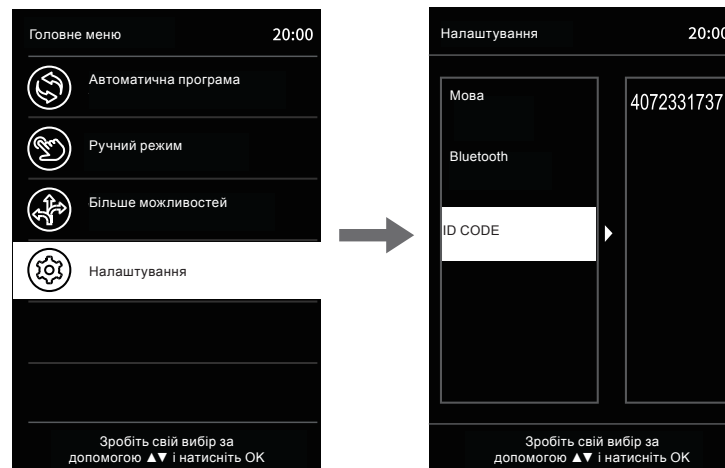 Головне меню 20:00
Автоматична програма
Ручний режим
Більше можливостей
Налаштування
Зробіть свій вибір за
допомогою ▲▼ і натисніть OK
Налаштування 20:00
Мова
4072331737
Bluetooth
ID CODE
Зробіть свій вибір за
допомогою ▲▼ і натисніть OK